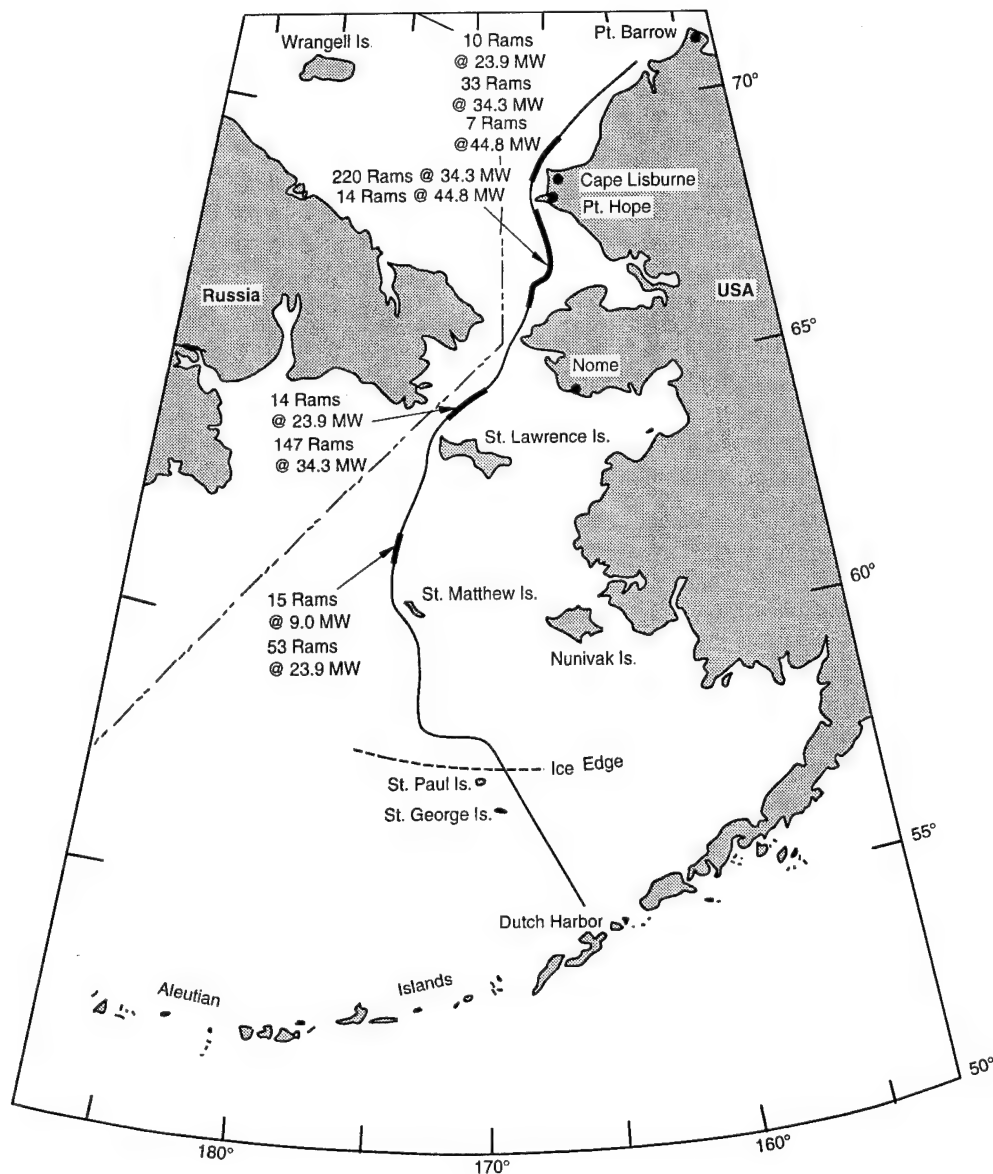 Wrangell Is.
10 Rams
@ 23.9 MW
33 Rams
@ 34.3 MW
7 Rams
@44.8 MW
Pt. Barrow
70°
220 Rams @ 34.3 MW
14 Rams @ 44.8 MW
Cape Lisburne
Pt. Hope
Russia
USA
65°
Nome
14 Rams
@ 23.9 MW
147 Rams
@ 34.3 MW
St. Lawrence Is.
60°
15 Rams
@ 9.0 MW
53 Rams
@ 23.9 MW
St. Matthew Is.
Nunivak Is.
Ice Edge
St. Paul Is.
St. George Is.
55°
Dutch Harbor
Aleutian Islands
50°
180°
170°
160°